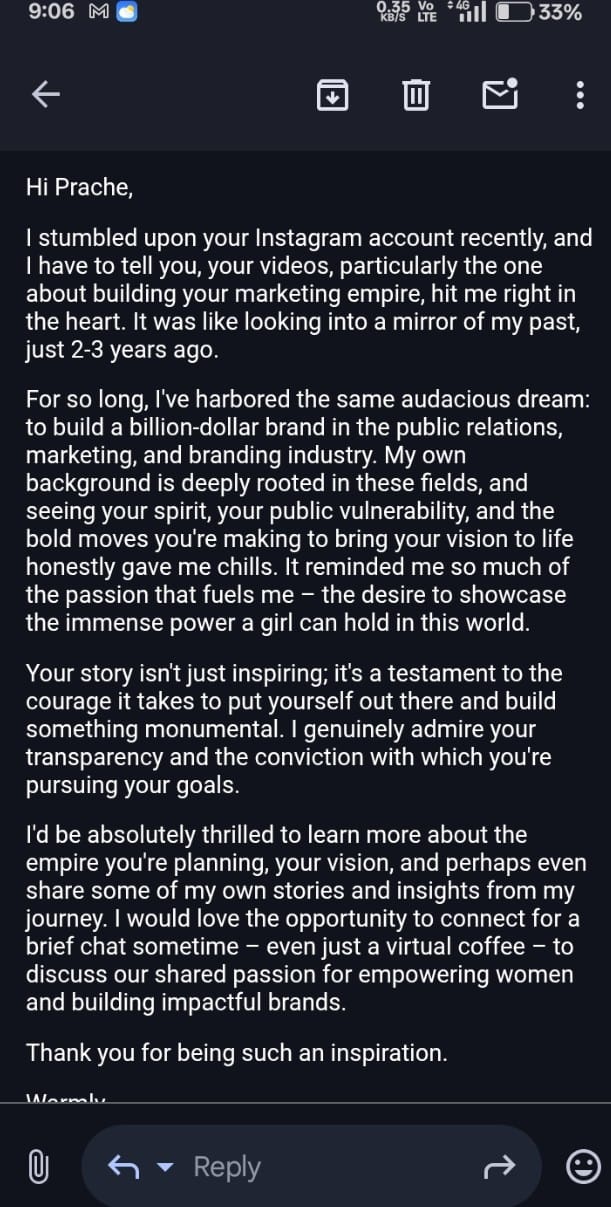 9:06
0.35 KB/S
Vo LTE
4G
33%
Hi Prache,
I stumbled upon your Instagram account recently, and
I have to tell you, your videos, particularly the one
about building your marketing empire, hit me right in
the heart. It was like looking into a mirror of my past,
just 2-3 years ago.
For so long, I've harbored the same audacious dream:
to build a billion-dollar brand in the public relations,
marketing, and branding industry. My own
background is deeply rooted in these fields, and
seeing your spirit, your public vulnerability, and the
bold moves you're making to bring your vision to life
honestly gave me chills. It reminded me so much of
the passion that fuels me – the desire to showcase
the immense power a girl can hold in this world.
Your story isn't just inspiring; it's a testament to the
courage it takes to put yourself out there and build
something monumental. I genuinely admire your
transparency and the conviction with which you're
pursuing your goals.
I'd be absolutely thrilled to learn more about the
empire you're planning, your vision, and perhaps even
share some of my own stories and insights from my
journey. I would love the opportunity to connect for a
brief chat sometime – even just a virtual coffee – to
discuss our shared passion for empowering women
and building impactful brands.
Thank you for being such an inspiration.
Warmly
Reply